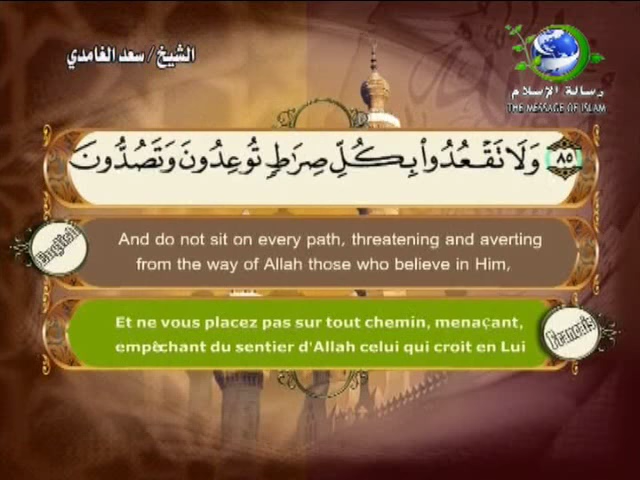 الشيخ / سعد الغامدي
رسالة الإسلام
THE MESSAGE OF ISLAM
٨٥ وَلَا تَقْعُدُوا۟ بِكُلِّ صِرَٰطٍ تُوعِدُونَ وَتَصُدُّونَ
English
And do not sit on every path, threatening and averting
from the way of Allah those who believe in Him,
Et ne vous placez pas sur tout chemin, menaçant,
empêchant du sentier d'Allah celui qui croit en Lui
Francais